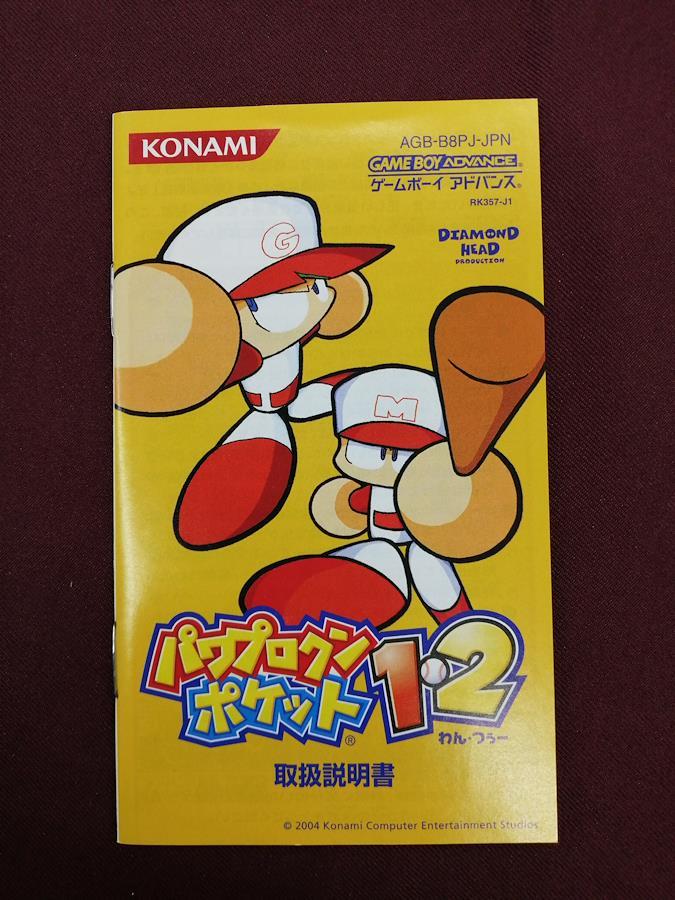 KONAMI
AGB-B8PJ-JPN
GAME BOY ADVANCE
ゲームボーイ アドバンス®
RK357-J1
DIAMOND
HEAD
PRODUCTION
G
M
パワプロクン
ポケット®
1・2
わん・つぅー
取扱説明書
© 2004 Konami Computer Entertainment Studios